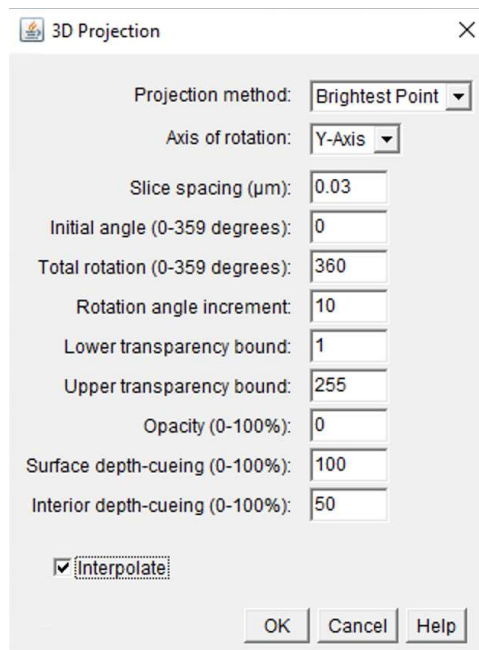 3D Projection
Projection method: Brightest Point
Axis of rotation: Y-Axis
Slice spacing (µm): 0.03
Initial angle (0-359 degrees): 0
Total rotation (0-359 degrees): 360
Rotation angle increment: 10
Lower transparency bound: 1
Upper transparency bound: 255
Opacity (0-100%): 0
Surface depth-cueing (0-100%): 100
Interior depth-cueing (0-100%): 50
Interpolate
OK Cancel Help